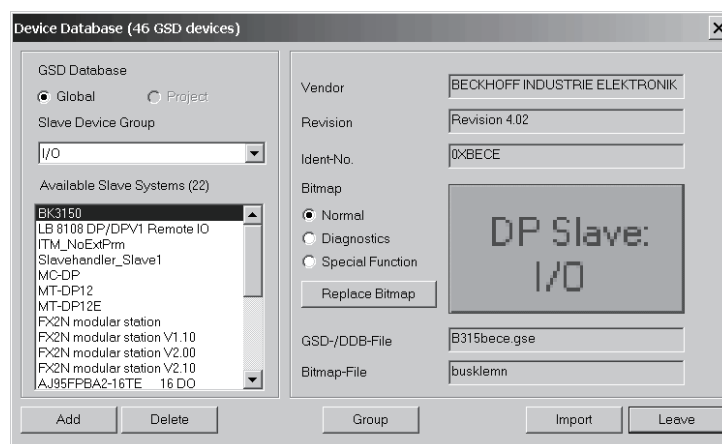 Device Database (46 GSD devices)
GSD Database
Global
Project
Slave Device Group
I/O
Available Slave Systems (22)
BK3150
LB 8108 DP/DPV1 Remote IO
ITM_NoExtPrm
Slavehandler_Slave1
MC-DP
MT-DP12
MT-DP12E
FX2N modular station
FX2N modular station V1.10
FX2N modular station V2.00
FX2N modular station V2.10
AJ95FPBA2-16TE 16 DO
Add
Delete
Vendor
BECKHOFF INDUSTRIE ELEKTRONIK
Revision
Revision 4.02
Ident-No.
0XBECE
Bitmap
Normal
Diagnostics
Special Function
Replace Bitmap
DP Slave:
I/O
GSD-/DDB-File
B315bece.gse
Bitmap-File
busklemn
Group
Import
Leave